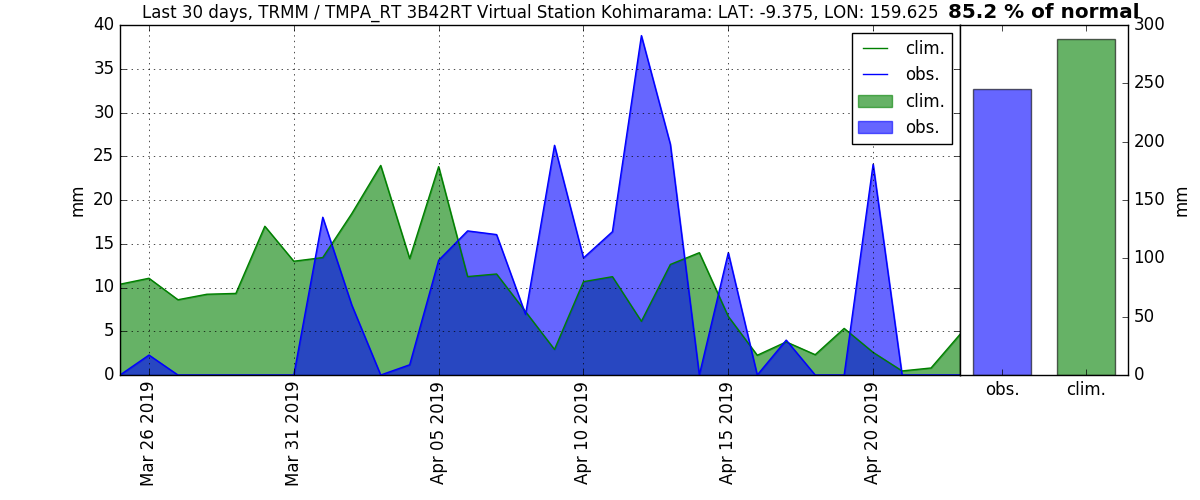 Last 30 days, TRMM / TMPA_RT 3B42RT Virtual Station Kohimarama: LAT: -9.375, LON: 159.625 85.2 % of normal
40
35
30
25
20
15
10
5
0
mm
clim.
obs.
clim.
obs.
Mar 26 2019
Mar 31 2019
Apr 05 2019
Apr 10 2019
Apr 15 2019
Apr 20 2019
300
250
200
150
100
50
0
mm
obs. clim.